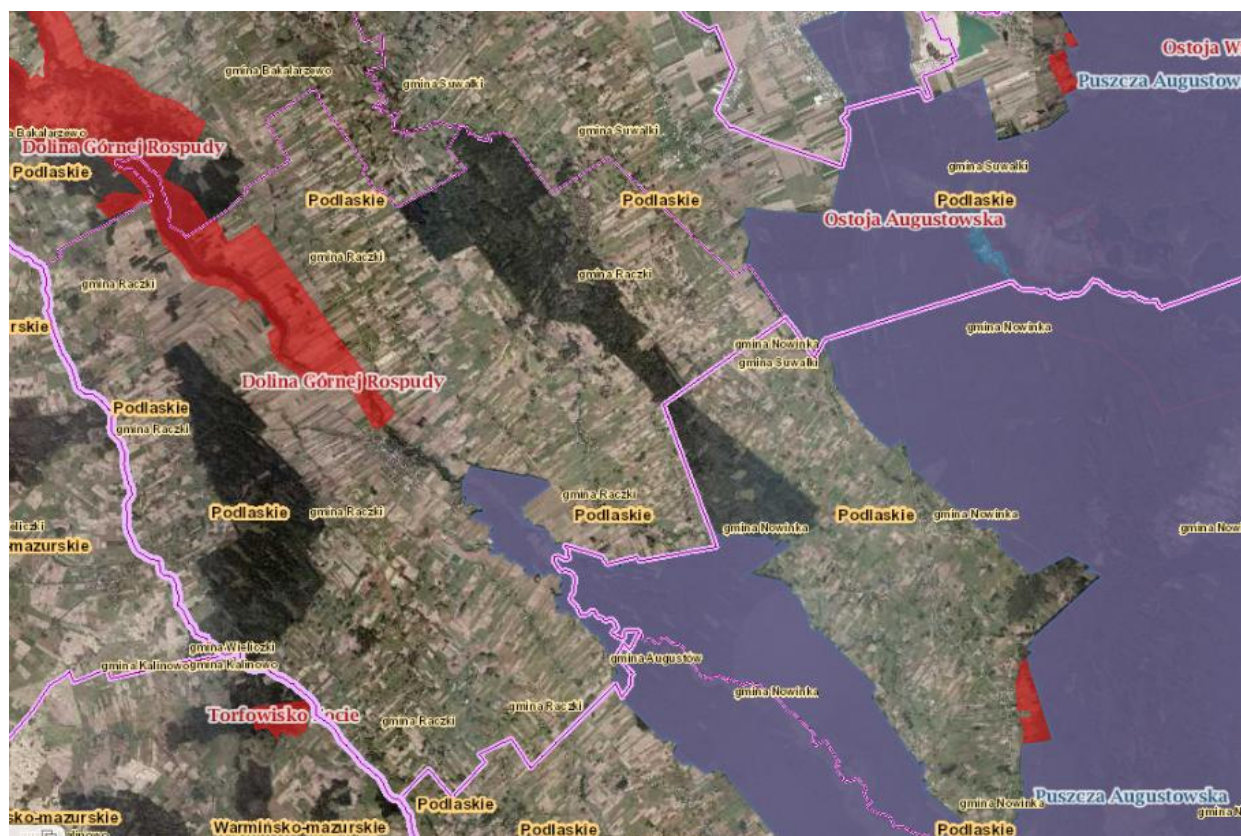 gmina Bakałarzewo
gmina Suwałki
Ostoja W
Puszcza Augustow
gmina Suwałki
a Bakałarzewo
Dolina Górnej Rospudy
Podlaskie
gmina Suwałki
Podlaskie
Podlaskie
Podlaskie
Ostoja Augustowska
gmina Raczki
gmina Raczki
gmina Raczki
rskie
gmina Nowinka
gmina Nowinka
gmina Suwałki
Dolina Górnej Rospudy
Podlaskie
gmina Raczki
gmina Raczki
Podlaskie
gmina Raczki
Podlaskie
Podlaskie
gmina Nowinka
gmina Nowinka
gmina Now
ieliczki
-mazurskie
gmina Wieliczki
gmina Kalinowo
gmina Kalinowo
gmina Augustów
gmina Nowinka
Torfowisko
gmina Raczki
gmina Raczki
Puszcza Augustowska
Podlaskie
gmina Nowinka
gmina N
sko-mazurskie
Warmińsko-mazurskie
Podlaskie
Podlaskie